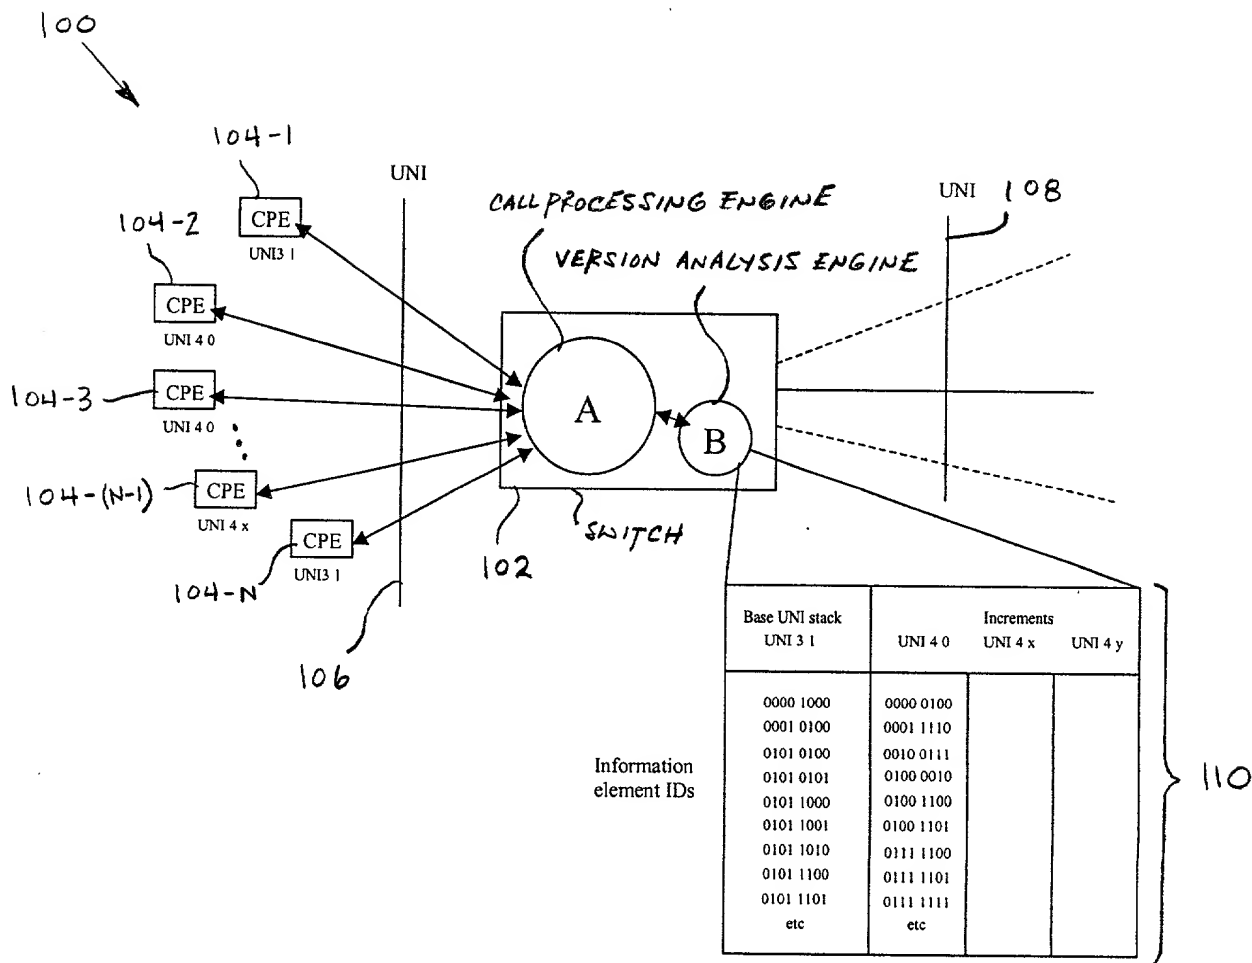 100
104-1
UNI
UNI
108
CPE
CALL PROCESSING ENGINE
104-2
UNI3 1
VERSION ANALYSIS ENGINE
CPE
UNI 4 0
104-3
CPE
A
B
UNI 4 0
104-(N-1)
CPE
UNI 4 x
SWITCH
CPE
102
UNI3 1
104-N
106
Base UNI stack
UNI 3 1
Increments
UNI 4 0 UNI 4 x UNI 4 y
0000 1000 0000 0100
0001 0100 0001 1110
0101 0100 0010 0111
0101 0101 0100 0010
0101 1000 0100 1100
0101 1001 0100 1101
0101 1010 0111 1100
0101 1100 0111 1101
0101 1101 0111 1111
etc etc
Information
element IDs
110